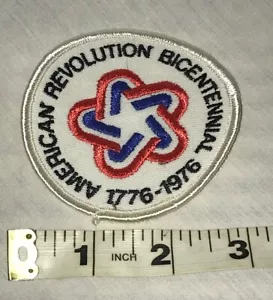 AMERICAN REVOLUTION BICENTENNIAL
1776-1976
1 INCH 2 3